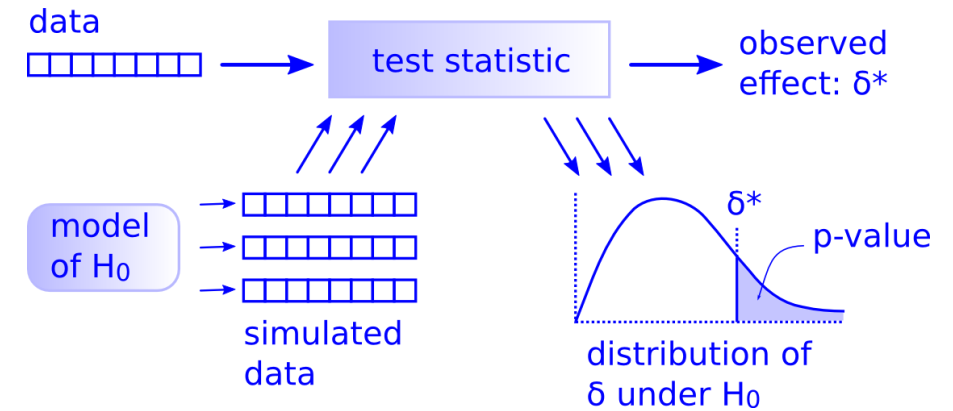 data
test statistic
observed
effect: δ*
model
of H₀
simulated
data
δ*
p-value
distribution of
δ under H₀